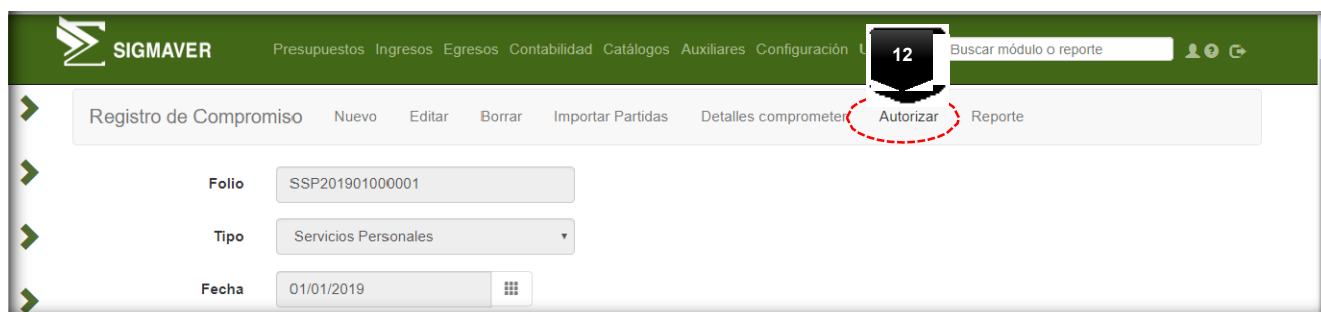 SIGMAVER Presupuestos Ingresos Egresos Contabilidad Catálogos Auxiliares Configuración 12 Buscar módulo o reporte
Registro de Compromiso Nuevo Editar Borrar Importar Partidas Detalles comprometer Autorizar Reporte
Folio SSP201901000001
Tipo Servicios Personales
Fecha 01/01/2019